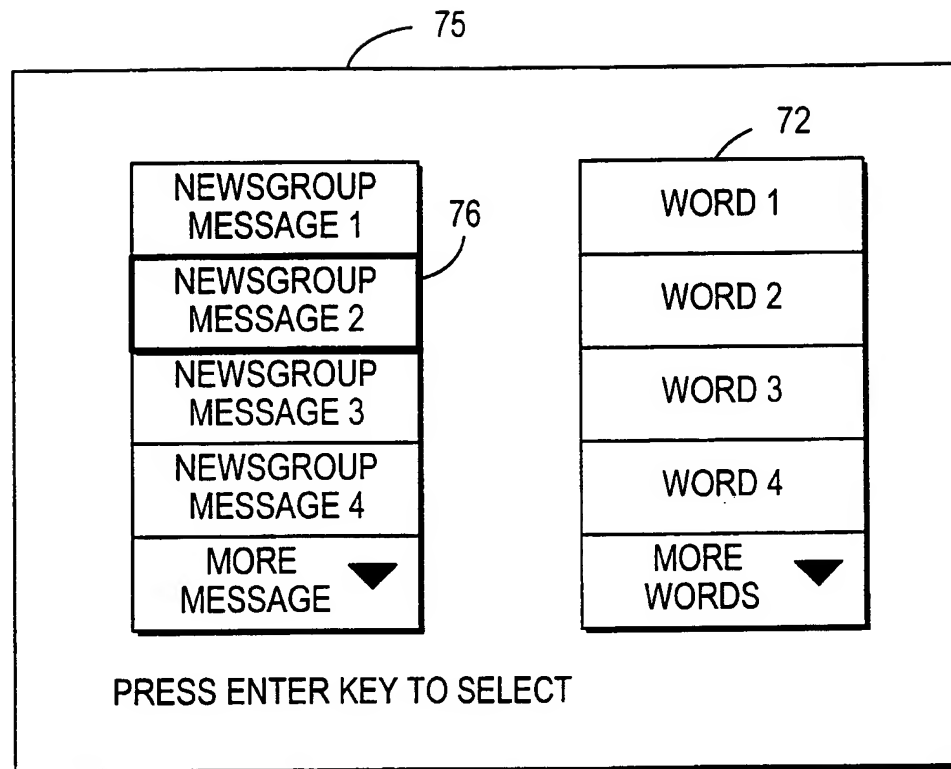 75
72
NEWSGROUP
MESSAGE 1
76
NEWSGROUP
MESSAGE 2
NEWSGROUP
MESSAGE 3
NEWSGROUP
MESSAGE 4
MORE
MESSAGE
WORD 1
WORD 2
WORD 3
WORD 4
MORE
WORDS
PRESS ENTER KEY TO SELECT